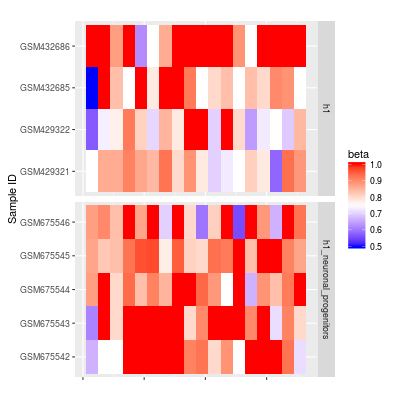 GSM432686
GSM432685
GSM429322
GSM429321
h1
GSM675546
GSM675545
GSM675544
GSM675543
GSM675542
h1_neuronal_progenitors
Sample ID
beta
1.0
0.9
0.8
0.7
0.6
0.5